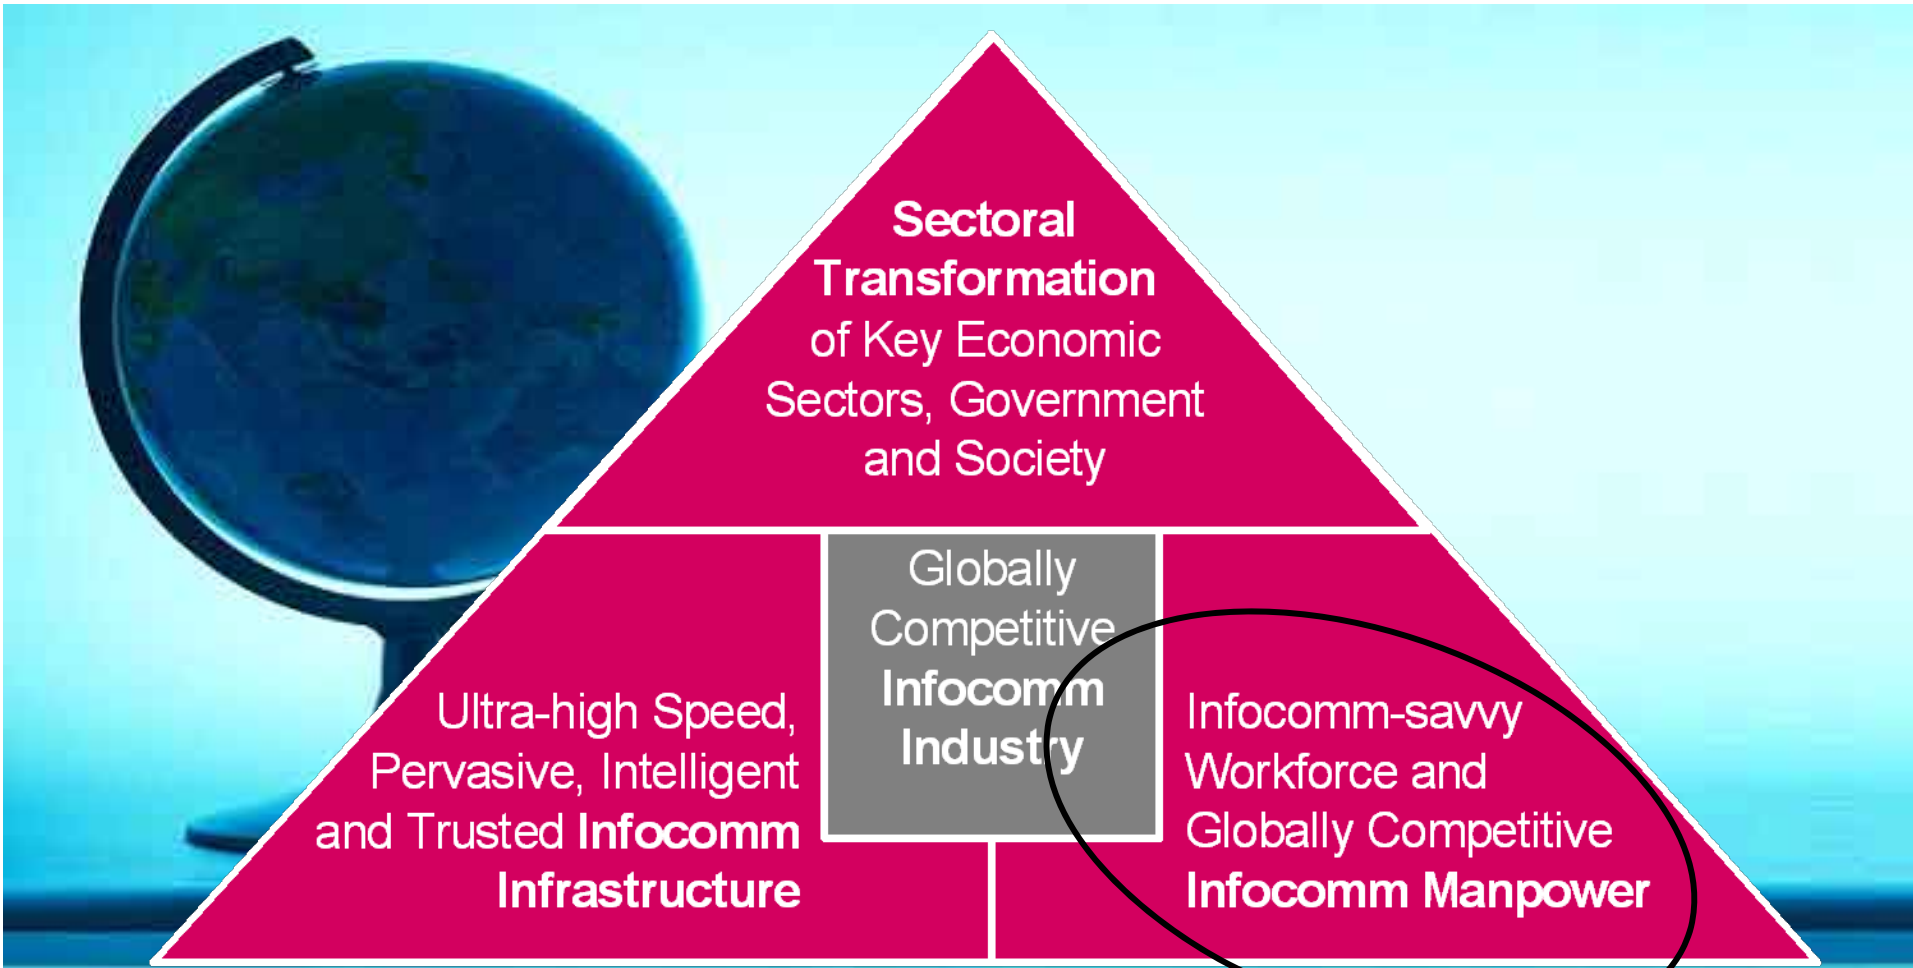 Sectoral
Transformation
of Key Economic
Sectors, Government
and Society
Globally
Competitive
Infocomm
Industry
Ultra-high Speed,
Pervasive, Intelligent
and Trusted Infocomm
Infrastructure
Infocomm-savvy
Workforce and
Globally Competitive
Infocomm Manpower